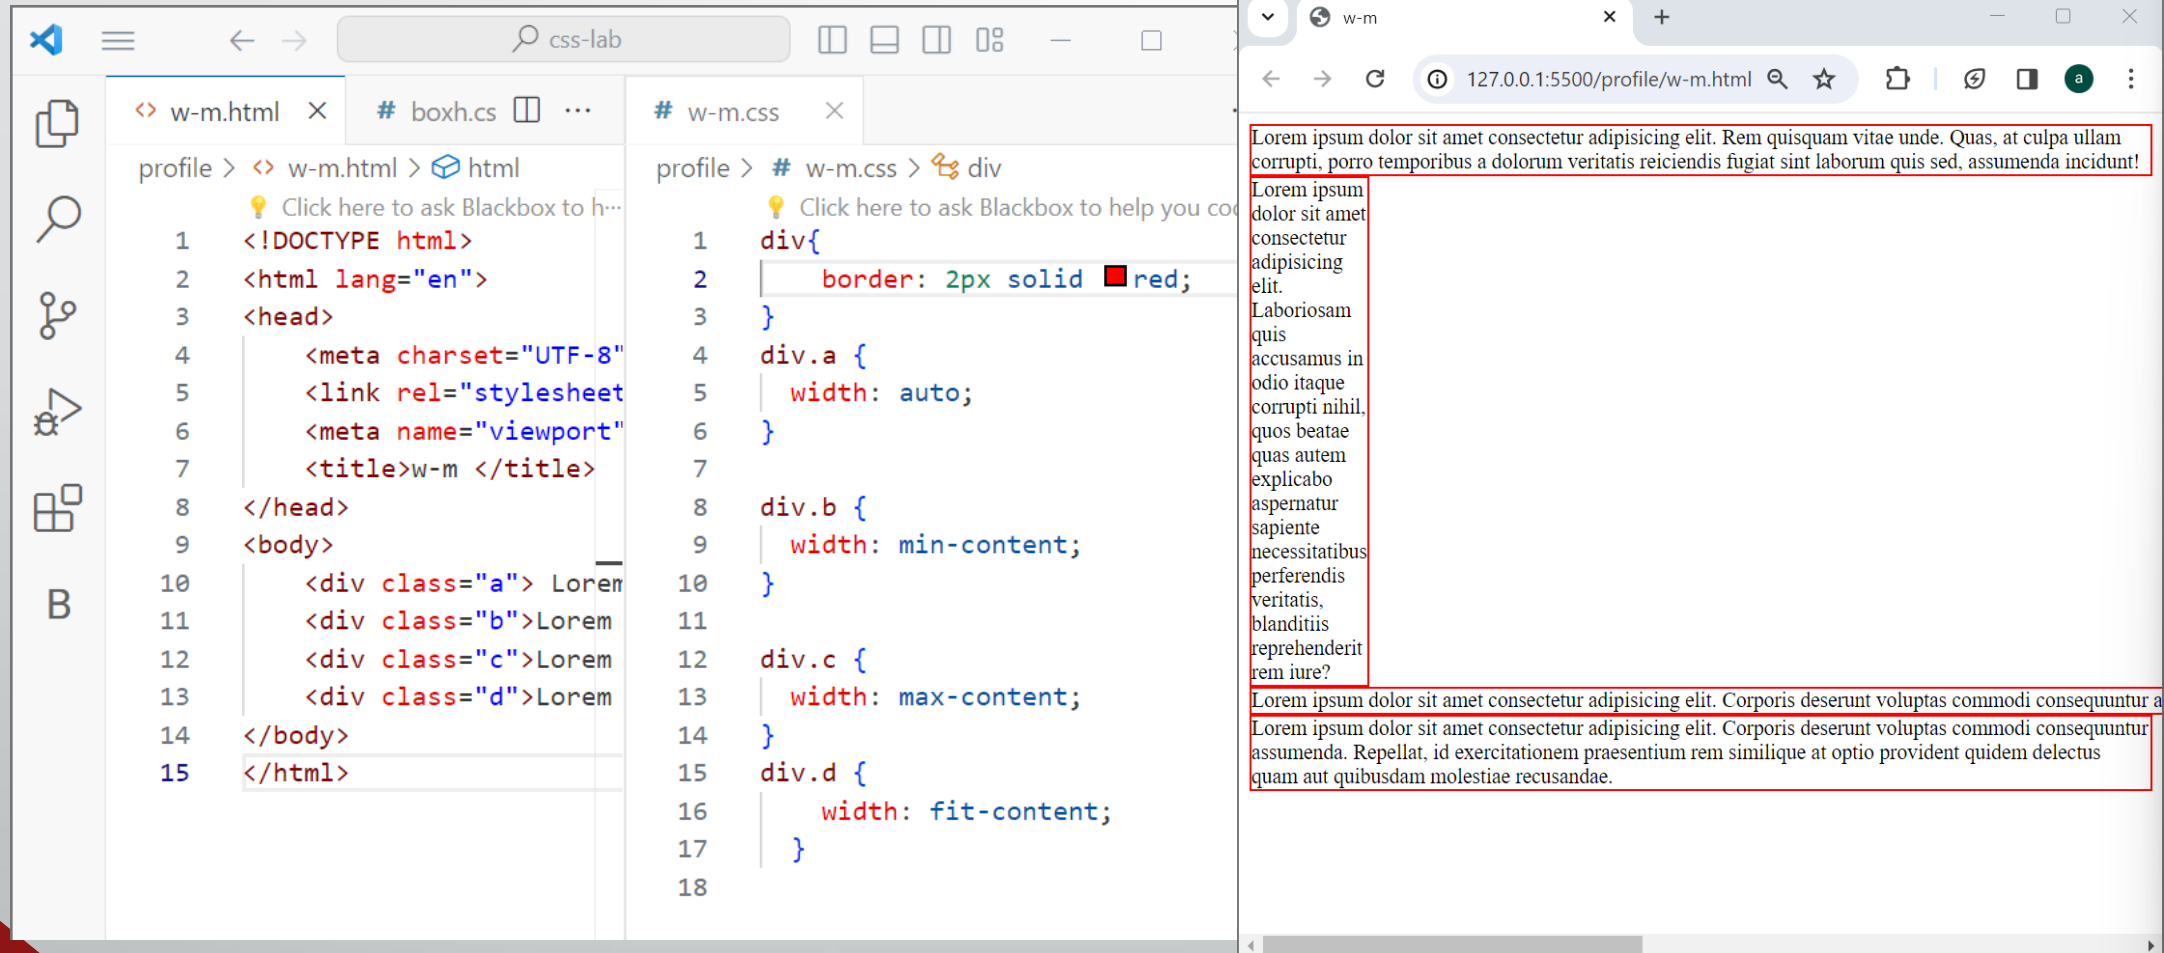 css-lab
w-m.html
boxh.cs
profile > w-m.html > html
Click here to ask Blackbox to h···
1 <!DOCTYPE html>
2 <html lang="en">
3 <head>
4 <meta charset="UTF-8"
5 <link rel="stylesheet
6 <meta name="viewport"
7 <title>w-m </title>
8 </head>
9 <body>
10 <div class="a"> Lorem
11 <div class="b">Lorem
12 <div class="c">Lorem
13 <div class="d">Lorem
14 </body>
15 </html>
B
# w-m.css
profile > # w-m.css > div
Click here to ask Blackbox to help you coc
1 div{
2 border: 2px solid red;
3 }
4 div.a {
5 width: auto;
6 }
7
8 div.b {
9 width: min-content;
10 }
11
12 div.c {
13 width: max-content;
14 }
15 div.d {
16 width: fit-content;
17 }
18
w-m
127.0.0.1:5500/profile/w-m.html
a
Lorem ipsum dolor sit amet consectetur adipisicing elit. Rem quisquam vitae unde. Quas, at culpa ullam
corrupti, porro temporibus a dolorum veritatis reiciendis fugiat sint laborum quis sed, assumenda incidunt!
Lorem ipsum
dolor sit amet
consectetur
adipisicing
elit.
Laboriosam
quis
accusamus in
odio itaque
corrupti nihil,
quos beatae
quas autem
explicabo
aspernatur
sapiente
necessitatibus
perferendis
veritatis,
blanditiis
reprehenderit
rem iure?
Lorem ipsum dolor sit amet consectetur adipisicing elit. Corporis deserunt voluptas commodi consequuntur a
Lorem ipsum dolor sit amet consectetur adipisicing elit. Corporis deserunt voluptas commodi consequuntur
assumenda. Repellat, id exercitationem praesentium rem similique at optio provident quidem delectus
quam aut quibusdam molestiae recusandae.